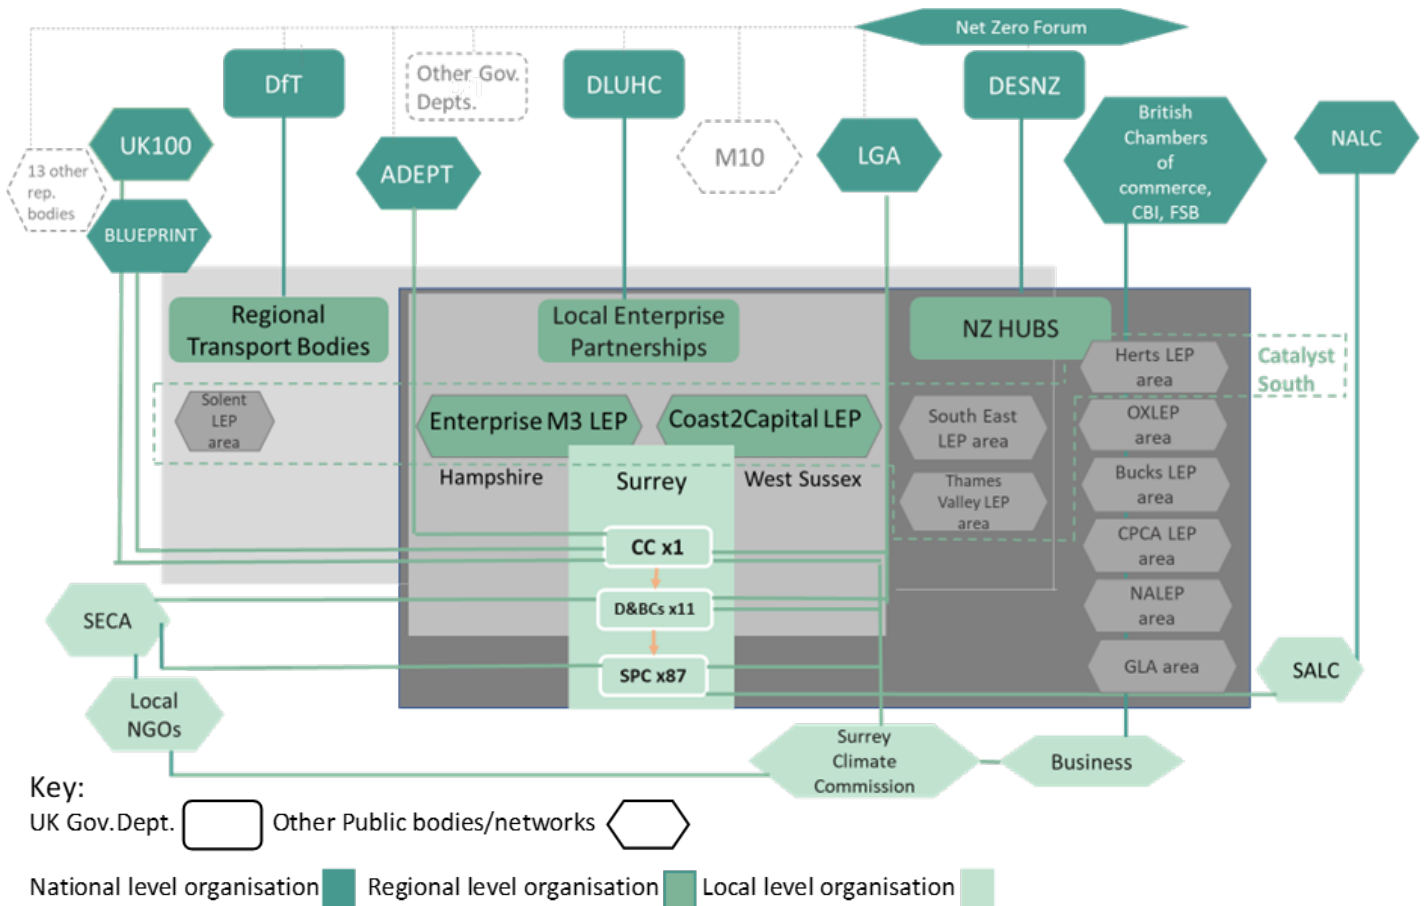 Net Zero Forum
DfT
Other Gov.
Depts.
DLUHC
DESNZ
UK100
13 other
rep.
bodies
BLUEPRINT
ADEPT
M10
LGA
British
Chambers
of
commerce,
CBI, FSB
NALC
Regional
Transport Bodies
Local Enterprise
Partnerships
NZ HUBS
Herts LEP
area
Catalyst
South
Solent
LEP
area
Enterprise M3 LEP
Coast2Capital LEP
South East
LEP area
OXLEP
area
Hampshire
Surrey
West Sussex
Thames
Valley LEP
area
Bucks LEP
area
CC x1
CPCA LEP
area
D&BCs x11
NALEP
area
SECA
SPC x87
GLA area
SALC
Local
NGOs
Surrey
Climate
Commission
Business
Key:
UK Gov.Dept.
Other Public bodies/networks
National level organisation
Regional level organisation
Local level organisation